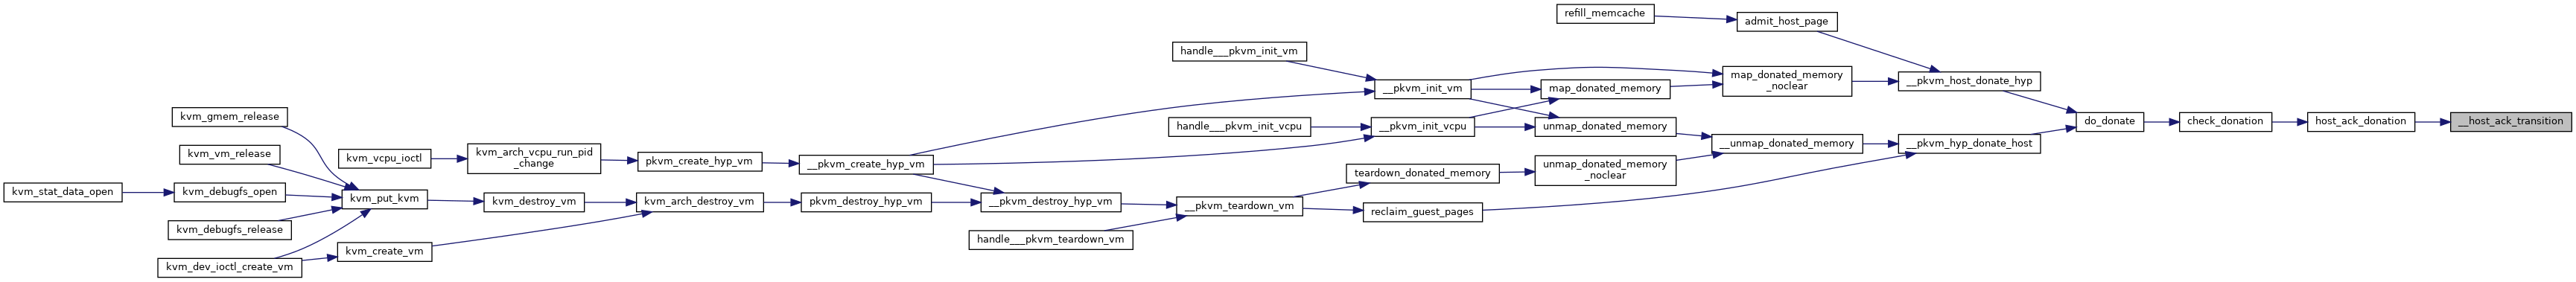 refill_memcache
admit_host_page
handle___pkvm_init_vm
map_donated_memory
_noclear
__pkvm_host_donate_hyp
__pkvm_init_vm
map_donated_memory
kvm_gmem_release
handle___pkvm_init_vcpu
__pkvm_init_vcpu
unmap_donated_memory
do_donate
check_donation
host_ack_donation
__host_ack_transition
kvm_vm_release
kvm_vcpu_ioctl
kvm_arch_vcpu_run_pid
_change
pkvm_create_hyp_vm
__pkvm_create_hyp_vm
__unmap_donated_memory
__pkvm_hyp_donate_host
teardown_donated_memory
unmap_donated_memory
_noclear
kvm_stat_data_open
kvm_debugfs_open
kvm_put_kvm
kvm_destroy_vm
kvm_arch_destroy_vm
pkvm_destroy_hyp_vm
__pkvm_destroy_hyp_vm
__pkvm_teardown_vm
reclaim_guest_pages
kvm_debugfs_release
handle___pkvm_teardown_vm
kvm_create_vm
kvm_dev_ioctl_create_vm